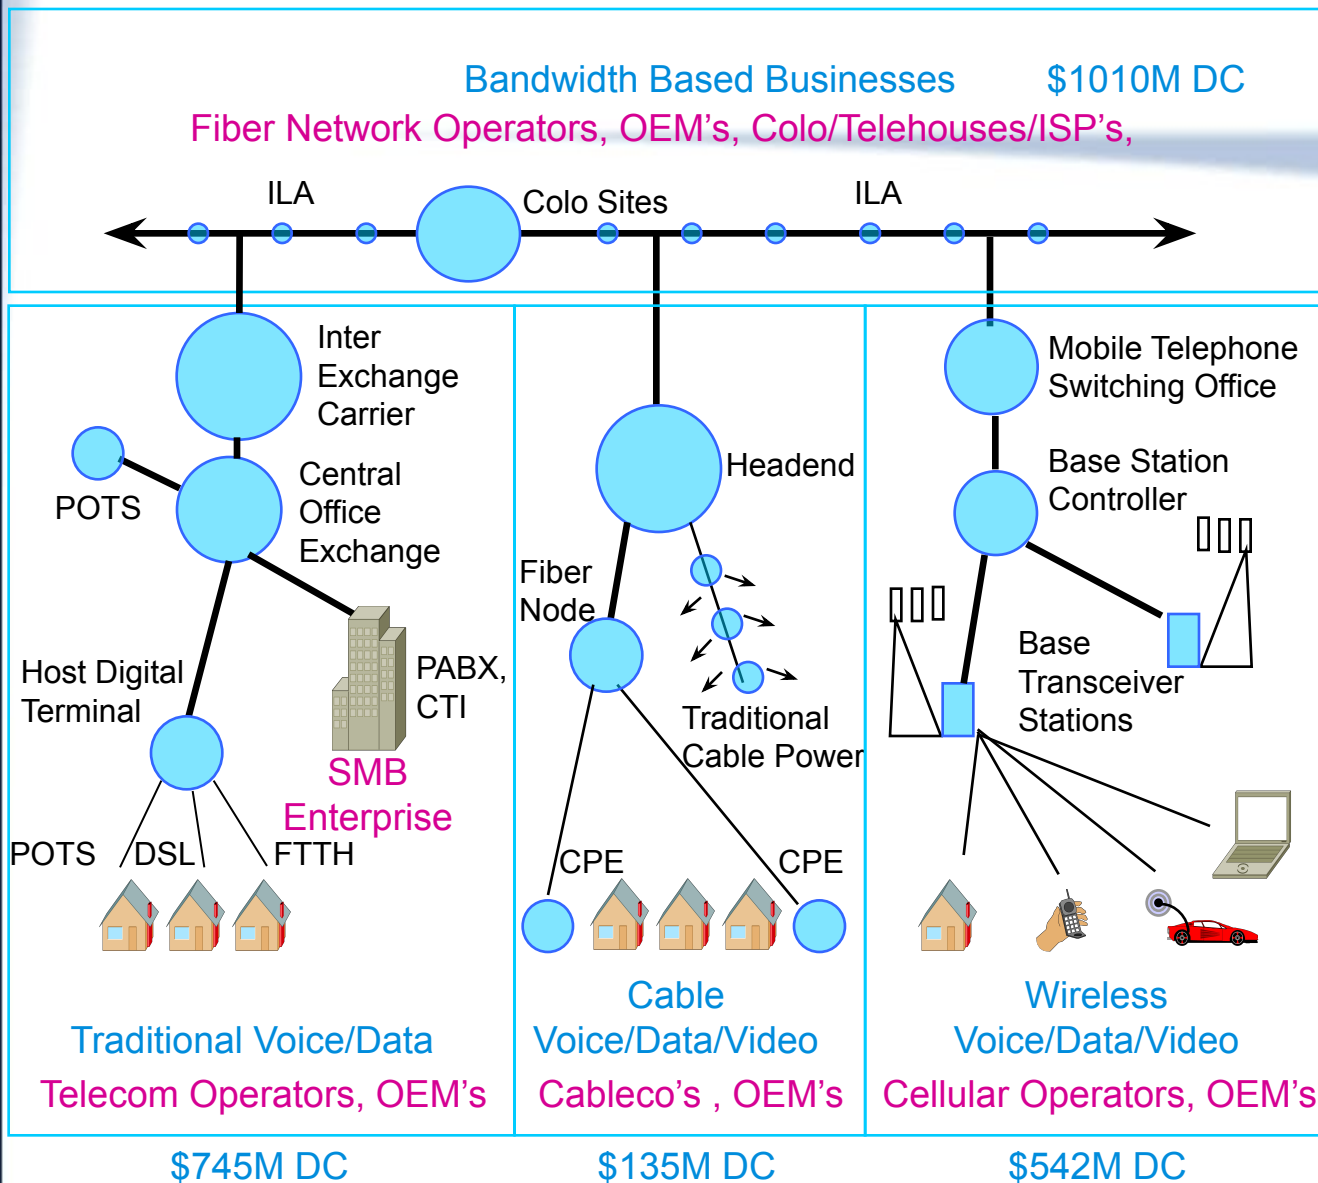 Bandwidth Based Businesses $1010M DC
Fiber Network Operators, OEM's, Colo/Telehouses/ISP's,
ILA
Colo Sites
ILA
Inter
Exchange
Carrier
POTS
Central
Office
Exchange
Host Digital
Terminal
PABX,
CTI
SMB
Enterprise
POTS
DSL
FTTH
Traditional Voice/Data
Telecom Operators, OEM's
$745M DC
Headend
Fiber
Node
Traditional
Cable Power
CPE
CPE
Cable
Voice/Data/Video
Cableco's , OEM's
$135M DC
Mobile Telephone
Switching Office
Base Station
Controller
Base
Transceiver
Stations
Wireless
Voice/Data/Video
Cellular Operators, OEM's
$542M DC